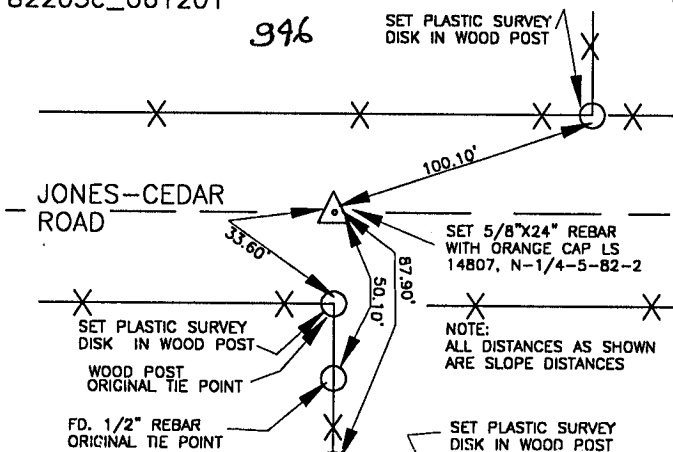 946
SET PLASTIC SURVEY
DISK IN WOOD POST
100.10'
JONES-CEDAR
ROAD
33.60'
SET 5/8"X24" REBAR
WITH ORANGE CAP LS
14807, N-1/4-5-82-2
87.90'
50.10'
SET PLASTIC SURVEY
DISK IN WOOD POST
NOTE:
ALL DISTANCES AS SHOWN
ARE SLOPE DISTANCES
WOOD POST
ORIGINAL TIE POINT
FD. 1/2" REBAR
ORIGINAL TIE POINT
SET PLASTIC SURVEY
DISK IN WOOD POST